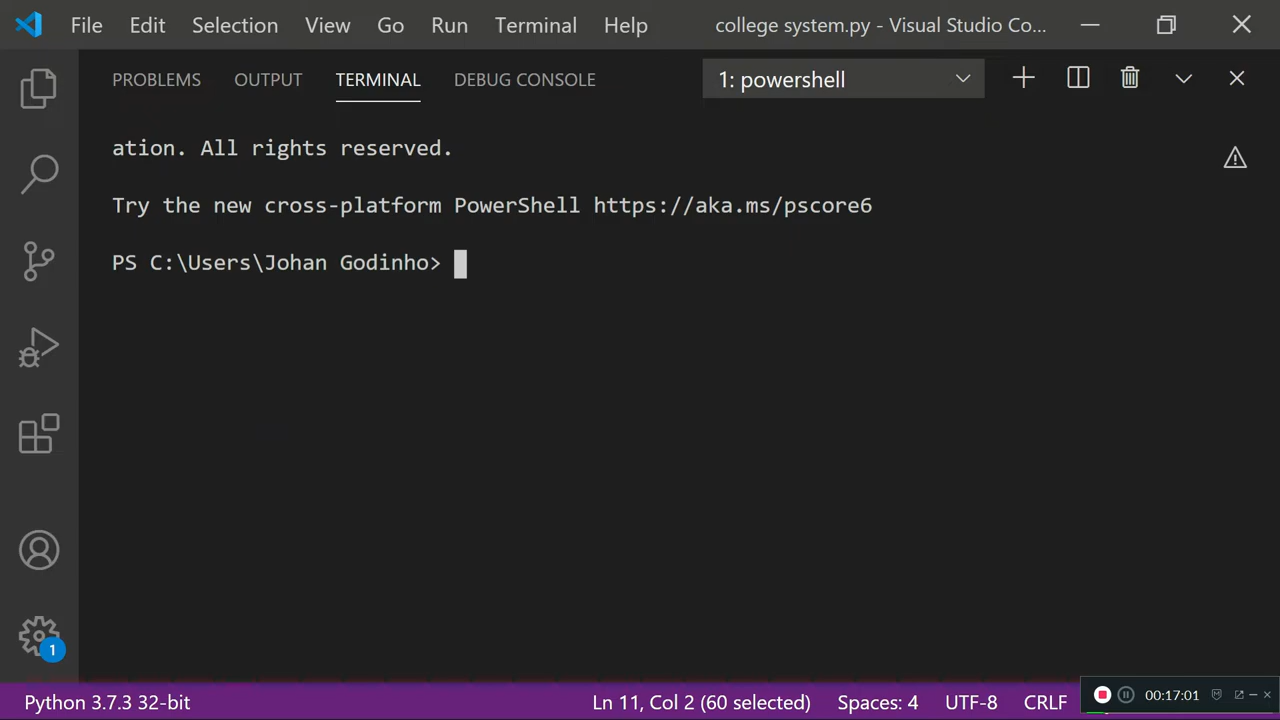 File Edit Selection View Go Run Terminal Help college system.py - Visual Studio Co...
PROBLEMS OUTPUT TERMINAL DEBUG CONSOLE 1: powershell
ation. All rights reserved.
Try the new cross-platform PowerShell https://aka.ms/pscore6
PS C:\Users\Johan Godinho>
1
Python 3.7.3 32-bit Ln 11, Col 2 (60 selected) Spaces: 4 UTF-8 CRLF 00:17:01